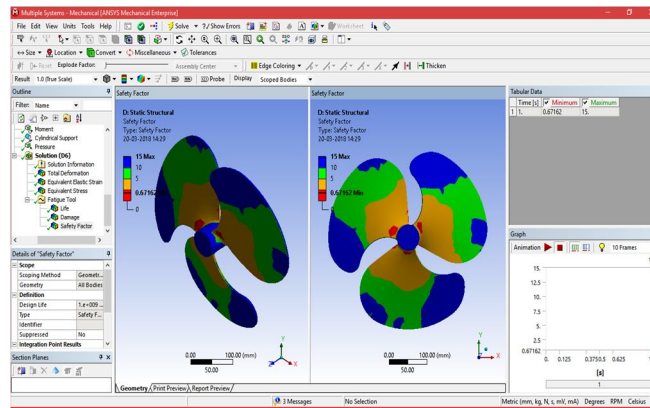 Multiple Systems - Mechanical [ANSYS Mechanical Enterprise]
File Edit View Units Tools Help Solve ?/Show Errors Worksheet
Size Location Convert Miscellaneous Tolerances
Reset Explode Factor: Assembly Center Edge Coloring Thicken
Result 1.0 (True Scale) Probe Display Scoped Bodies
Outline
Filter: Name
Moment
Cylindrical Support
Pressure
Solution (D6)
Solution Information
Total Deformation
Equivalent Elastic Strain
Equivalent Stress
Fatigue Tool
Life
Damage
Safety Factor
Details of "Safety Factor"
Scope
Scoping Method Geometr...
Geometry All Bodies
Definition
Design Life 1.e+009 ...
Type Safety F...
Identifier
Suppressed No
Integration Point Results
Section Planes
Safety Factor
D: Static Structural
Safety Factor
Type: Safety Factor
20-03-2018 14:29
15 Max
10
5
0.67162 Min
0
0.00 100.00 (mm)
50.00
Y
Z X
Safety Factor
D: Static Structural
Safety Factor
Type: Safety Factor
20-03-2018 14:29
15 Max
10
5
0.67162 Min
0
0.00 100.00 (mm)
50.00
Y
X
Geometry Print Preview Report Preview
Tabular Data
Time [s] Minimum Maximum
1 1. 0.67162 15.
Graph
Animation 10 Frames
15.
12.5
10.
7.5
5.
2.5
0.67162
0. 0.125 0.3750.5 0.625
[s]
1
3 Messages No Selection Metric (mm, kg, N, s, mV, mA) Degrees RPM Celsius